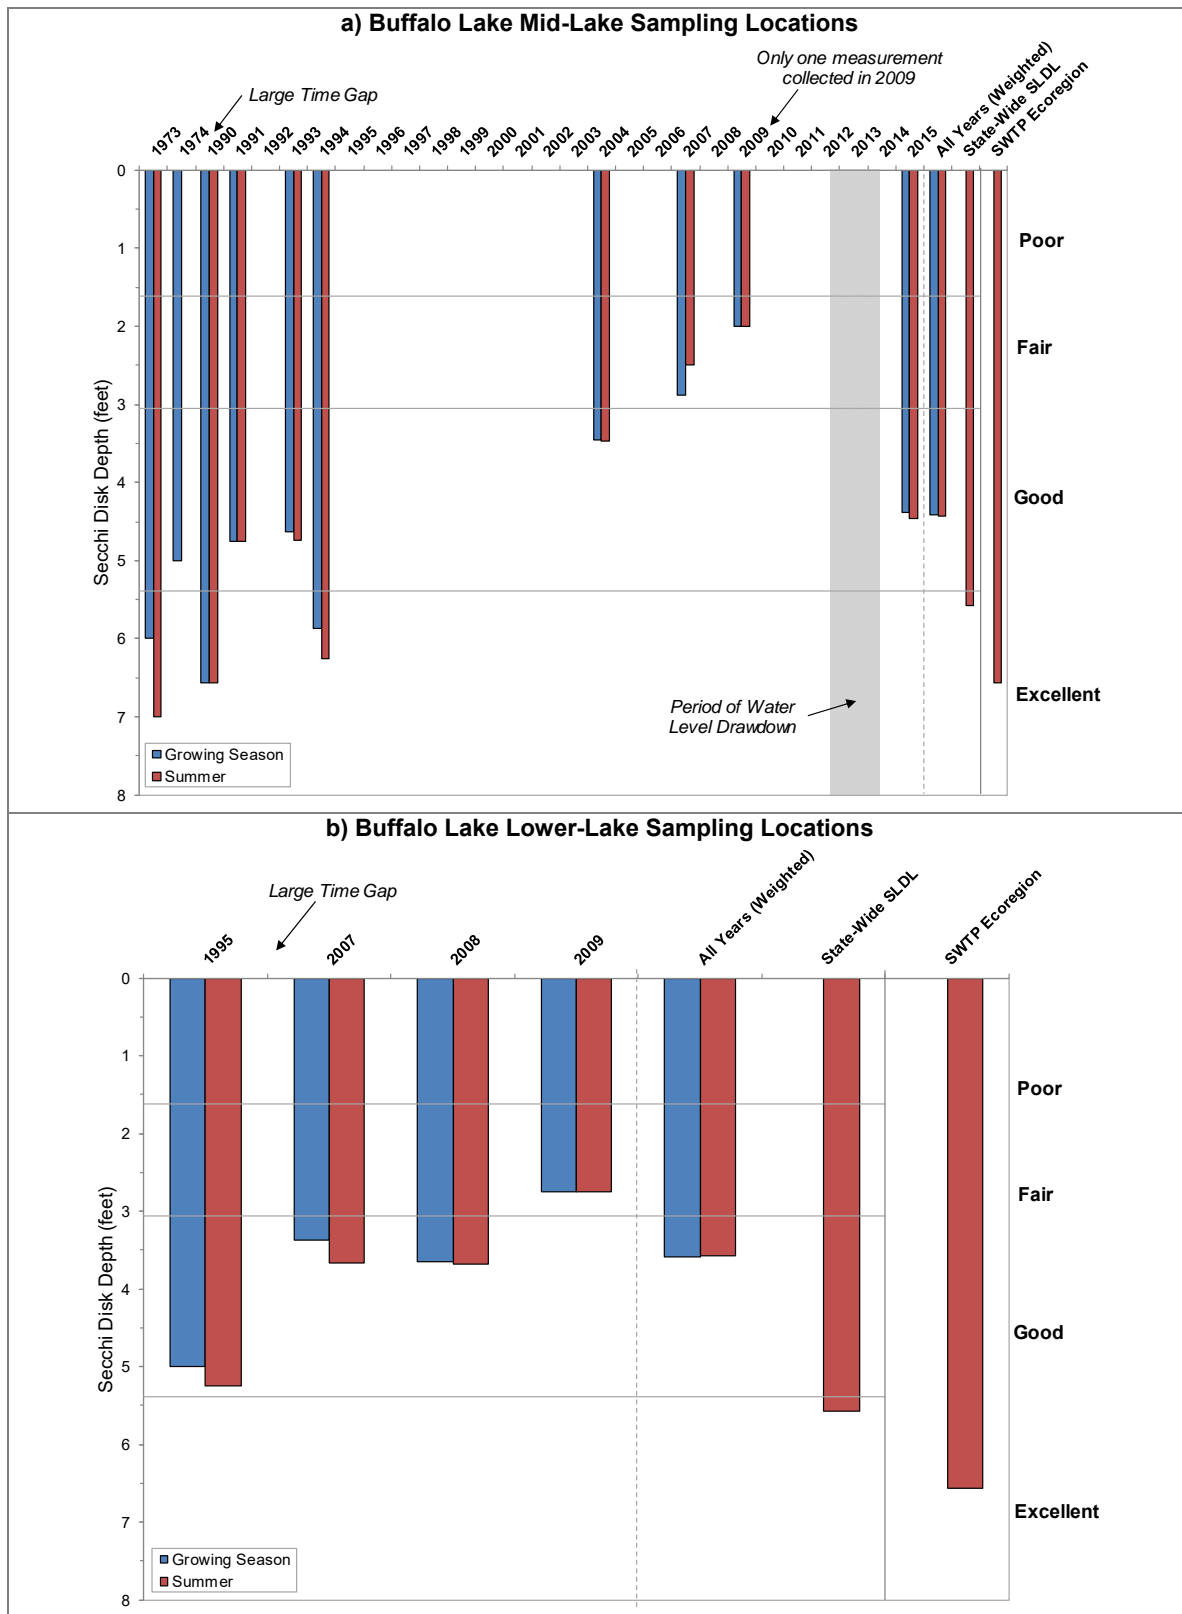 a) Buffalo Lake Mid-Lake Sampling Locations
Only one measurement
collected in 2009
Large Time Gap
1973
1974
1990
1991
1992
1993
1994
1995
1996
1997
1998
1999
2000
2001
2002
2003
2004
2005
2006
2007
2008
2009
2010
2011
2012
2013
2014
2015
All Years (Weighted)
State-Wide SLDL
SWTP Ecoregion
0
1
2
3
4
5
6
7
8
Secchi Disk Depth (feet)
Poor
Fair
Good
Excellent
Period of Water
Level Drawdown
Growing Season
Summer
b) Buffalo Lake Lower-Lake Sampling Locations
Large Time Gap
1995
2007
2008
2009
All Years (Weighted)
State-Wide SLDL
SWTP Ecoregion
0
1
2
3
4
5
6
7
8
Secchi Disk Depth (feet)
Poor
Fair
Good
Excellent
Growing Season
Summer